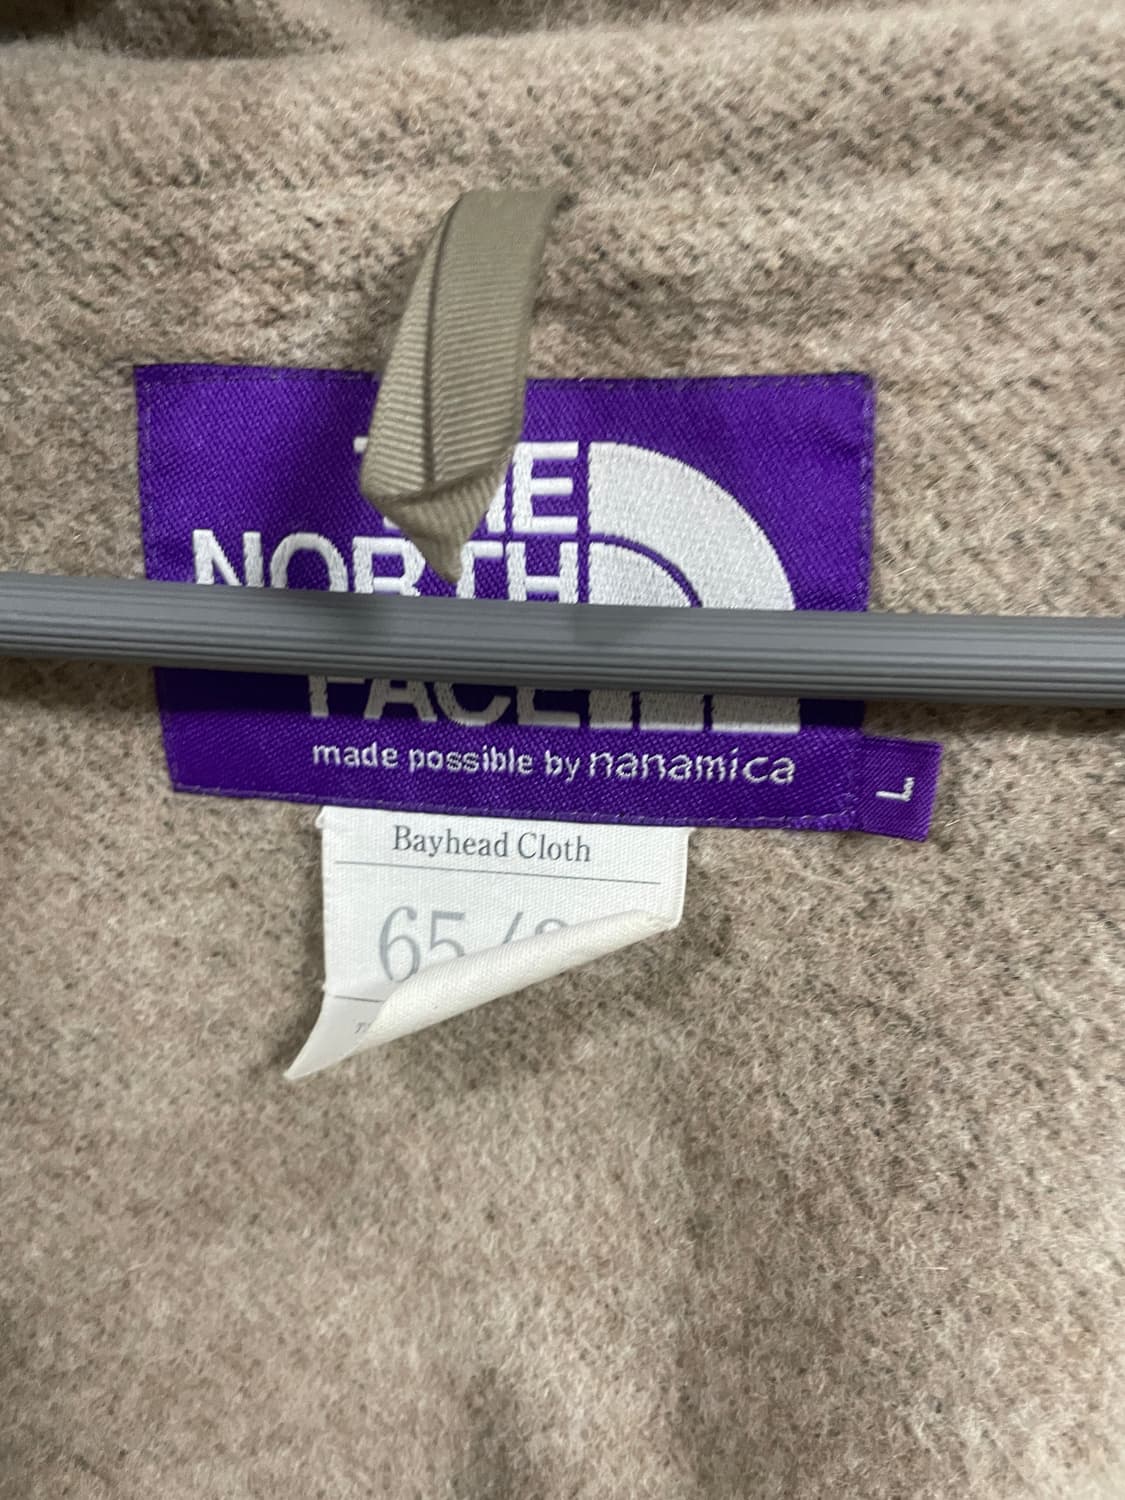 THE
NORTH
FACE
made possible by nanamica
L
Bayhead Cloth
65/